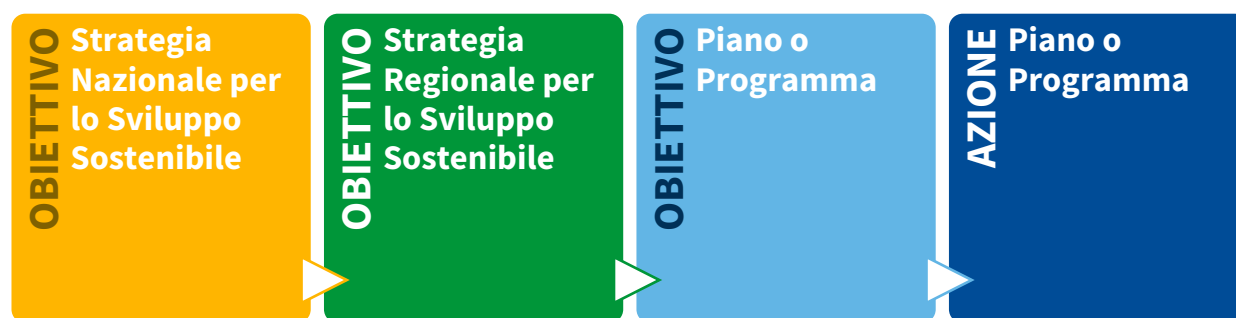 OBIETTIVO
Strategia
Nazionale per
lo Sviluppo
Sostenibile
OBIETTIVO
Strategia
Regionale per
lo Sviluppo
Sostenibile
OBIETTIVO
Piano o
Programma
AZIONE
Piano o
Programma